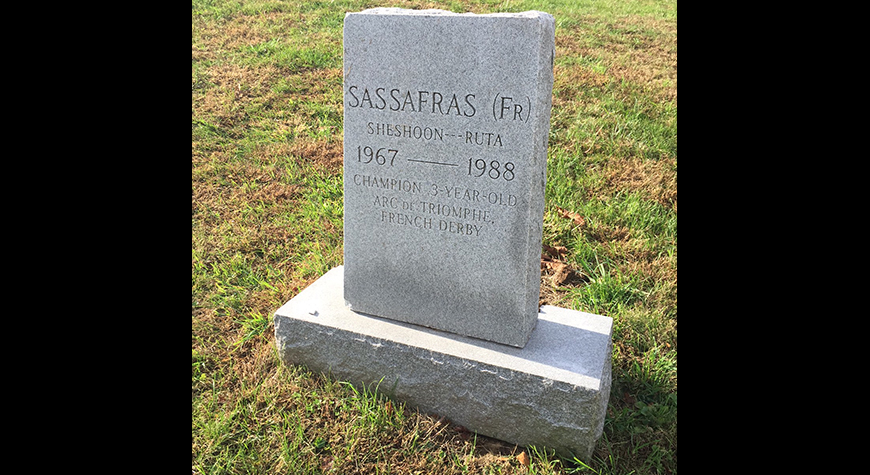 SASSAFRAS (FR)
SHESHOON---RUTA
1967 —— 1988
CHAMPION 3-YEAR-OLD
ARC DE TRIOMPHE,
FRENCH DERBY